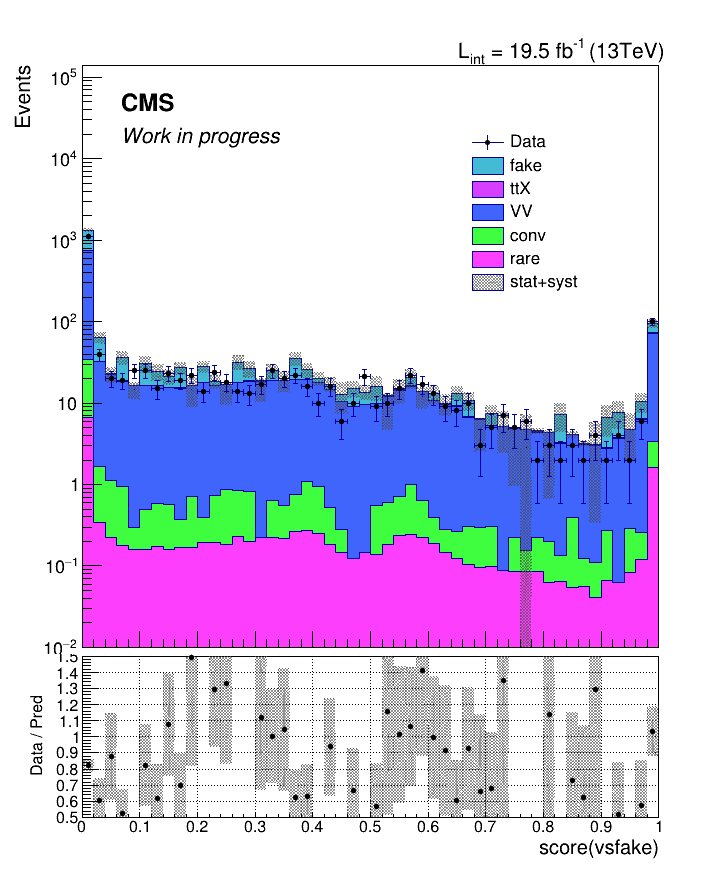 L_int = 19.5 fb^-1 (13TeV)
Events
10^5
10^4
10^3
10^2
10
1
10^−1
10^−2
CMS
Work in progress
Data
fake
ttX
VV
conv
rare
stat+syst
Data / Pred
1.5
1.4
1.3
1.2
1.1
1
0.9
0.8
0.7
0.6
0.5
0 0.1 0.2 0.3 0.4 0.5 0.6 0.7 0.8 0.9 1
score(vsfake)